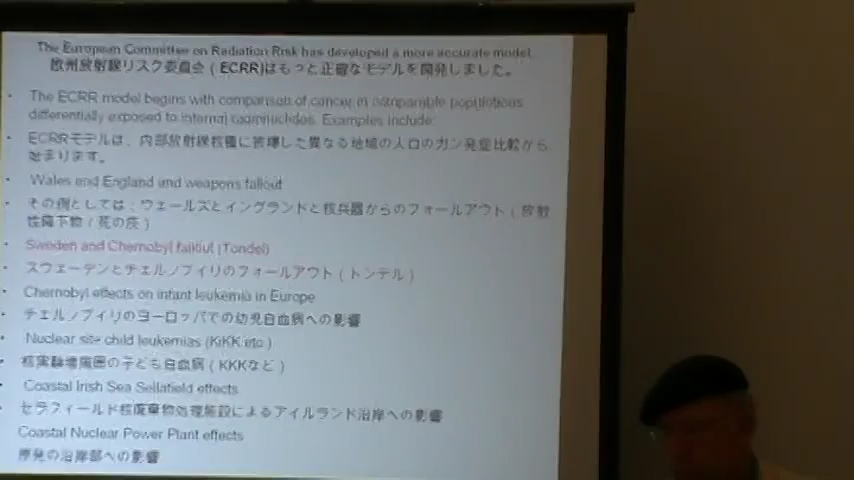 The European Committee on Radiation Risk has developed a more accurate model.
欧州放射線リスク委員会（ECRR)はもっと正確なモデルを開発しました。
• The ECRR model begins with comparison of cancer in comparable populations
differentially exposed to internal radionuclides. Examples include:
• ECRRモデルは、内部放射線核種に被曝した異なる地域の人口のガン発症比較から
始まります。
• Wales and England and weapons fallout
• その例としては：ウェールズとイングランドと核兵器からのフォールアウト（放射
性降下物／死の灰）
• Sweden and Chernobyl fallout (Tondel)
• スウェーデンとチェルノブイリのフォールアウト（トンデル）
• Chernobyl effects on infant leukemia in Europe
• チェルノブイリのヨーロッパでの幼児白血病への影響
• Nuclear site child leukemias (KiKK etc.)
• 核実験場周囲の子ども白血病（KKKなど）
• Coastal Irish Sea Sellafield effects
• セラフィールド核廃棄物処理施設によるアイルランド沿岸への影響
Coastal Nuclear Power Plant effects
原発の沿岸部への影響